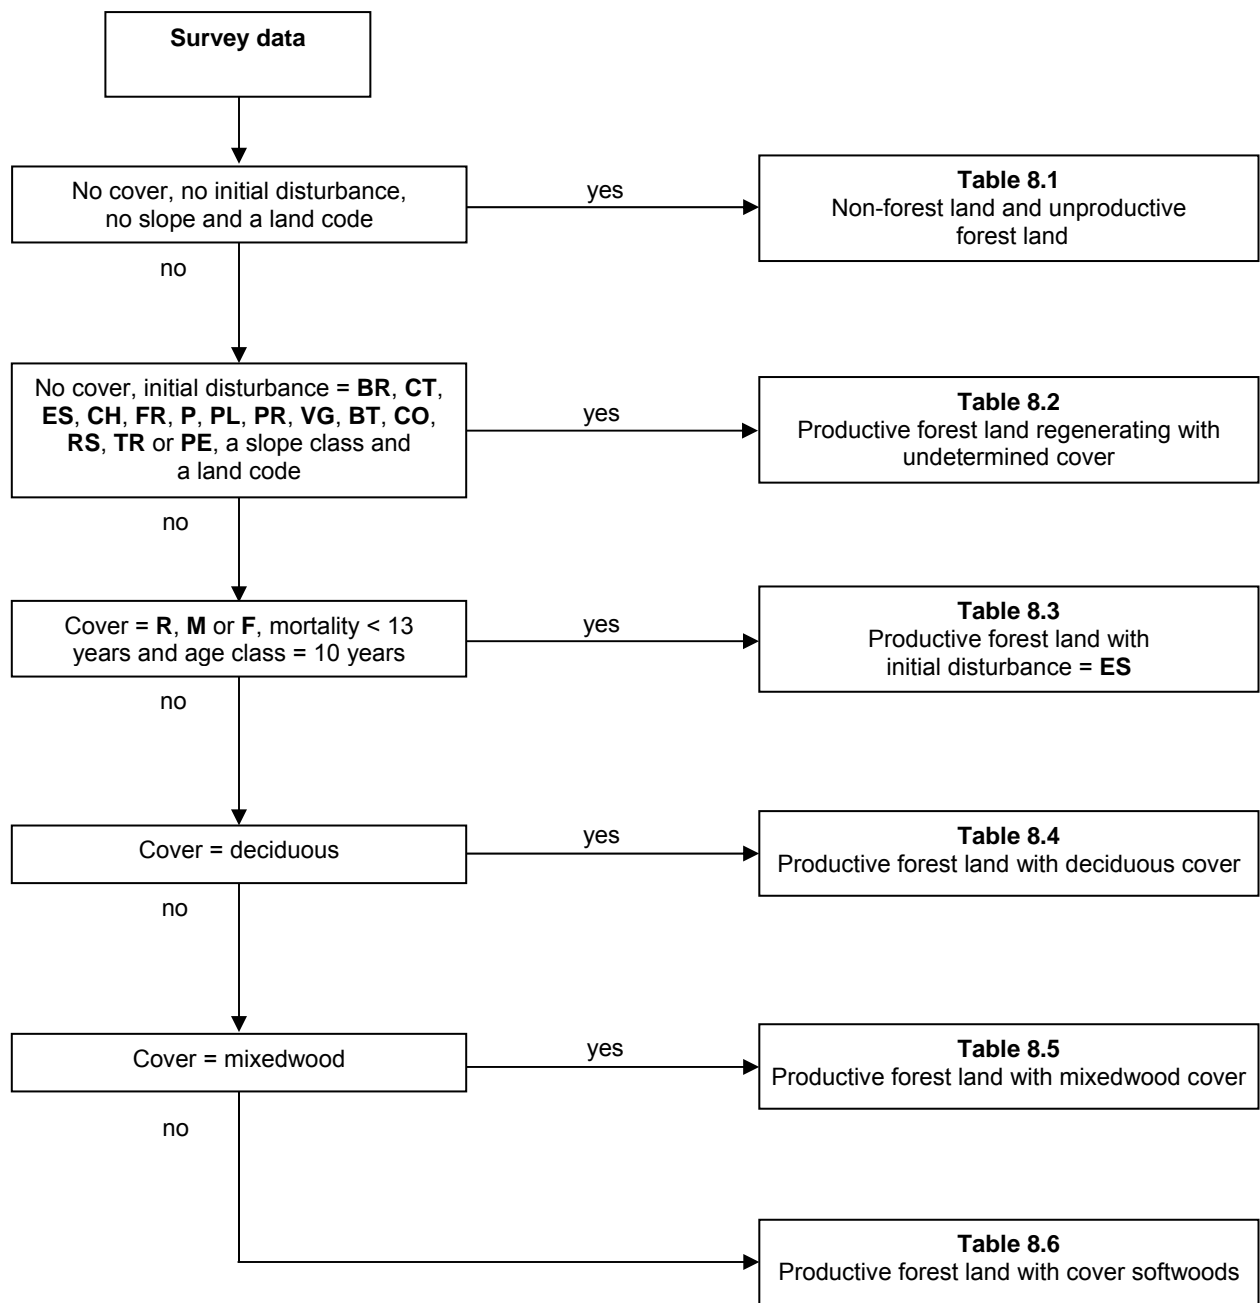 Survey data
No cover, no initial disturbance,
no slope and a land code
yes
Table 8.1
Non-forest land and unproductive
forest land
no
No cover, initial disturbance = BR, CT,
ES, CH, FR, P, PL, PR, VG, BT, CO,
RS, TR or PE, a slope class and
a land code
yes
Table 8.2
Productive forest land regenerating with
undetermined cover
no
Cover = R, M or F, mortality < 13
years and age class = 10 years
yes
Table 8.3
Productive forest land with
initial disturbance = ES
no
Cover = deciduous
yes
Table 8.4
Productive forest land with deciduous cover
no
Cover = mixedwood
yes
Table 8.5
Productive forest land with mixedwood cover
no
Table 8.6
Productive forest land with cover softwoods